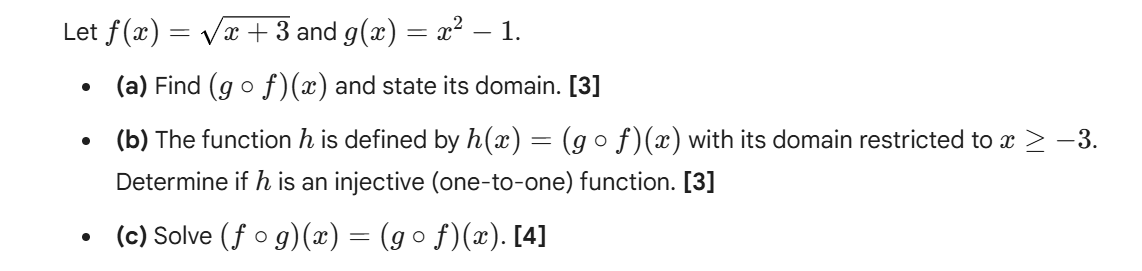 Let f(x) = √(x + 3) and g(x) = x² − 1.
• (a) Find (g ∘ f)(x) and state its domain. [3]
• (b) The function h is defined by h(x) = (g ∘ f)(x) with its domain restricted to x ≥ −3.
Determine if h is an injective (one-to-one) function. [3]
• (c) Solve (f ∘ g)(x) = (g ∘ f)(x). [4]